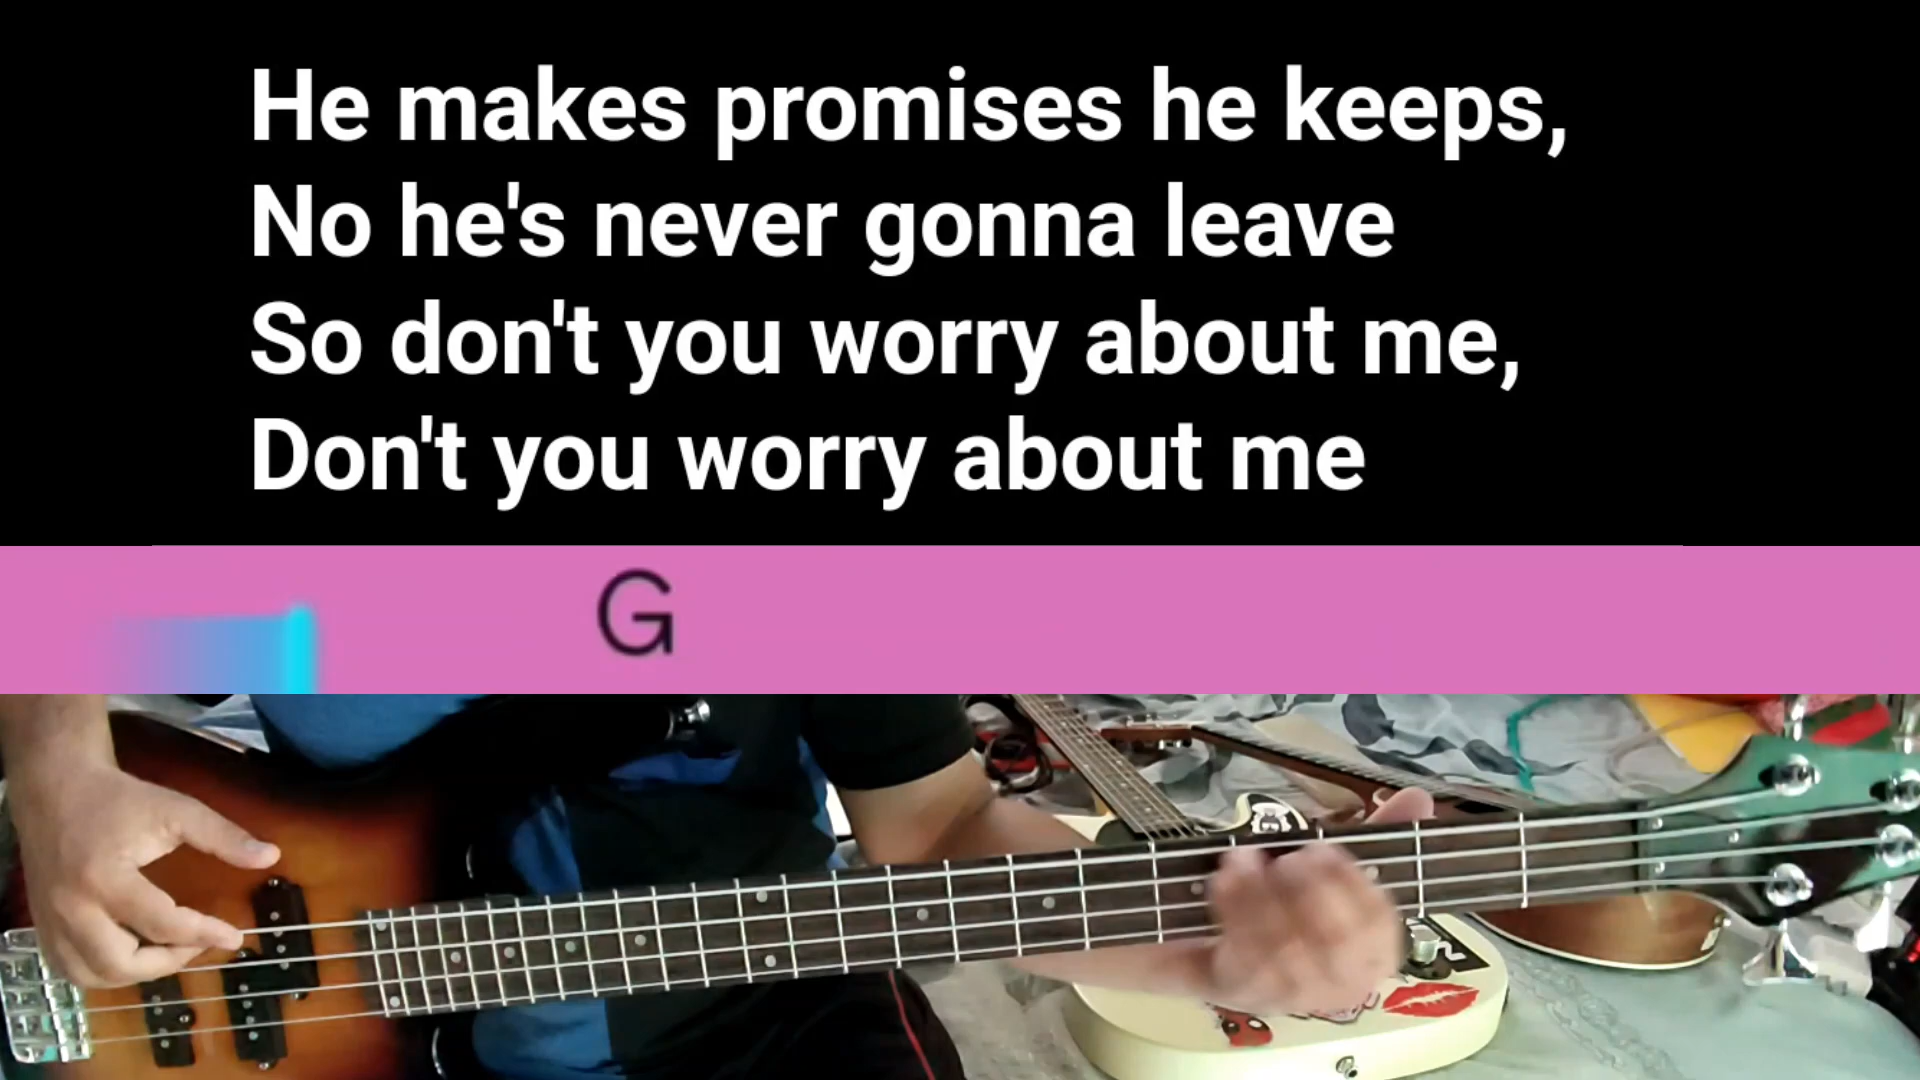 He makes promises he keeps,
No he's never gonna leave
So don't you worry about me,
Don't you worry about me
G